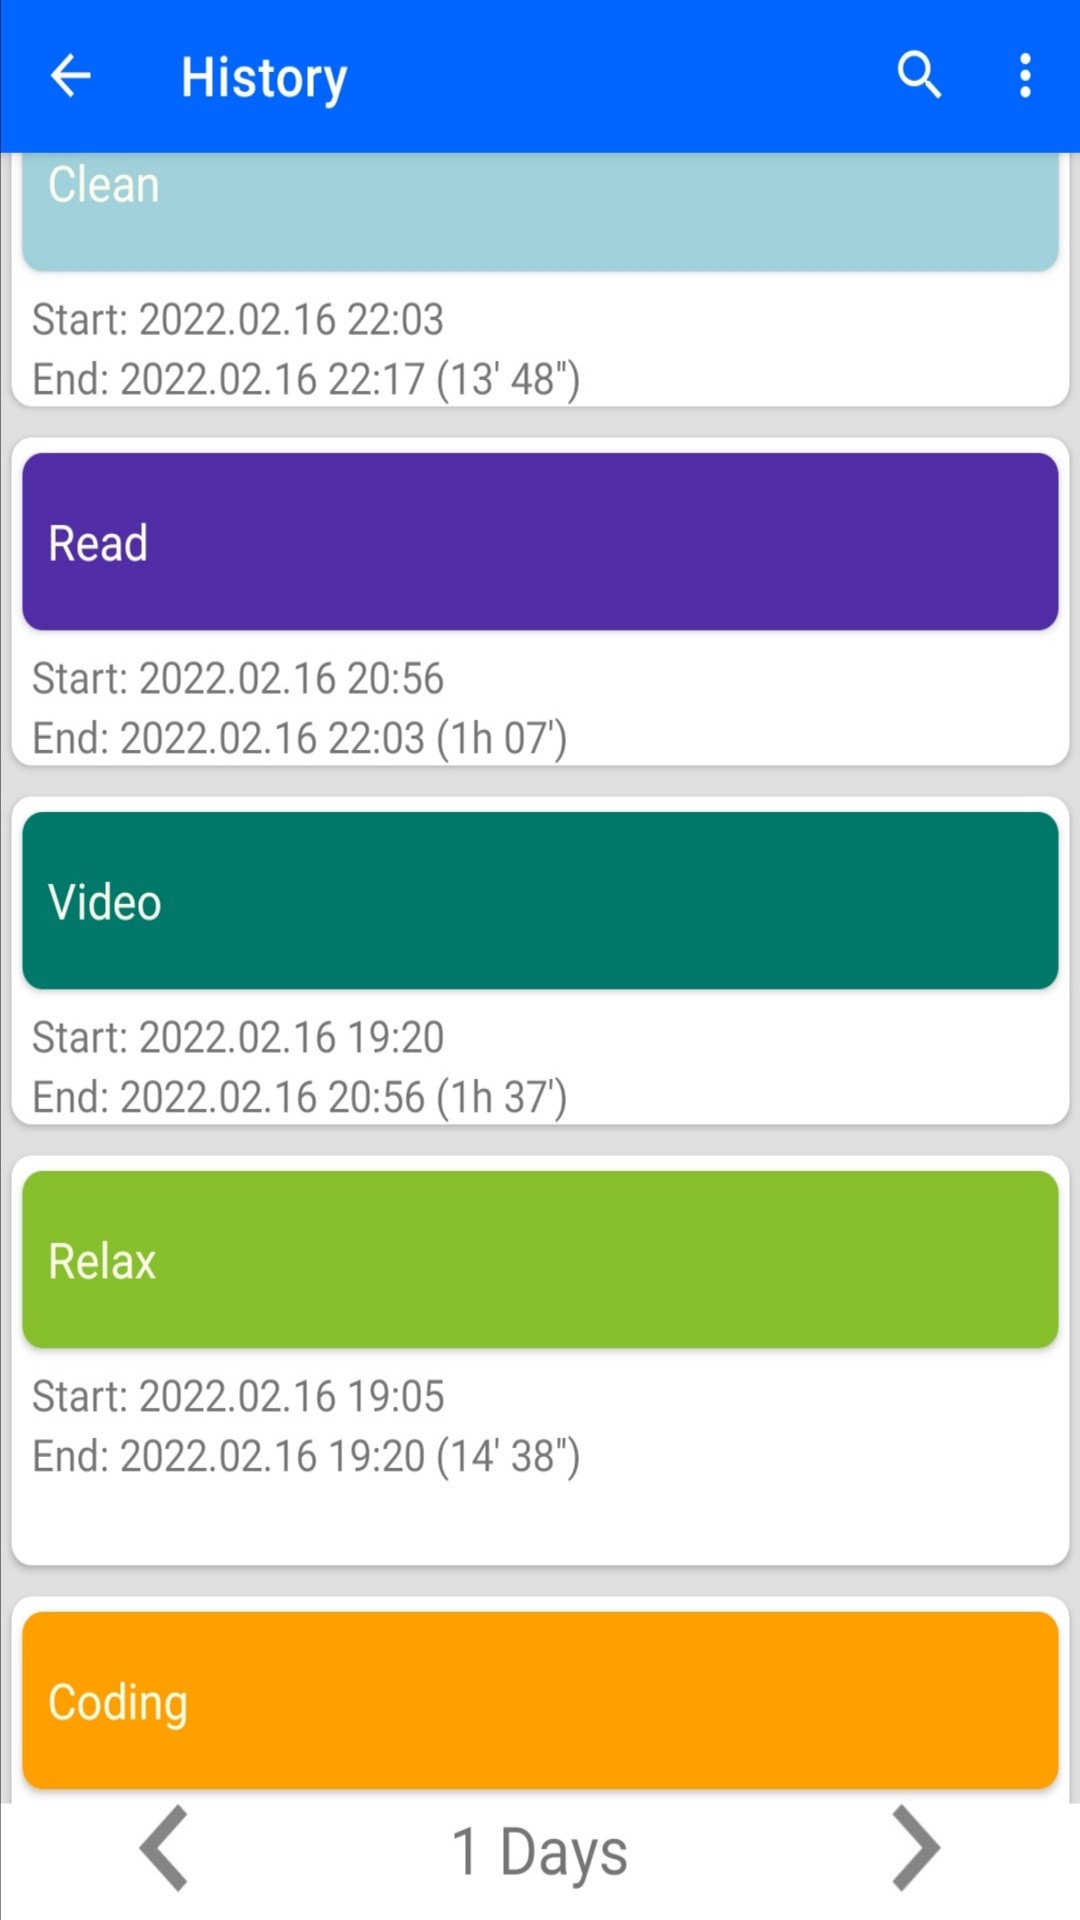 History
Clean
Start: 2022.02.16 22:03
End: 2022.02.16 22:17 (13' 48")
Read
Start: 2022.02.16 20:56
End: 2022.02.16 22:03 (1h 07')
Video
Start: 2022.02.16 19:20
End: 2022.02.16 20:56 (1h 37')
Relax
Start: 2022.02.16 19:05
End: 2022.02.16 19:20 (14' 38")
Coding
1 Days